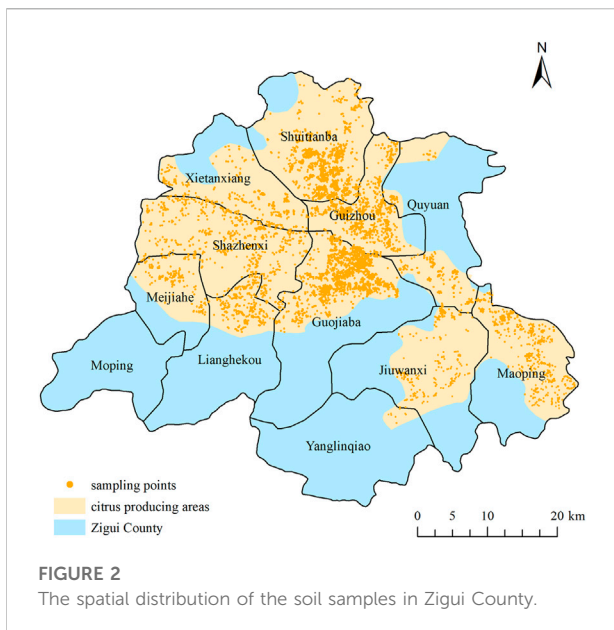 N
Shuitianba
Xietanxiang
Guizhou
Quyuan
Shazhenxi
Meijiahe
Guojiaba
Moping
Lianghekou
Jiuwanxi
Maoping
Yanglinqiao
sampling points
citrus producing areas
Zigui County
0 5 10 20 km
FIGURE 2
The spatial distribution of the soil samples in Zigui County.